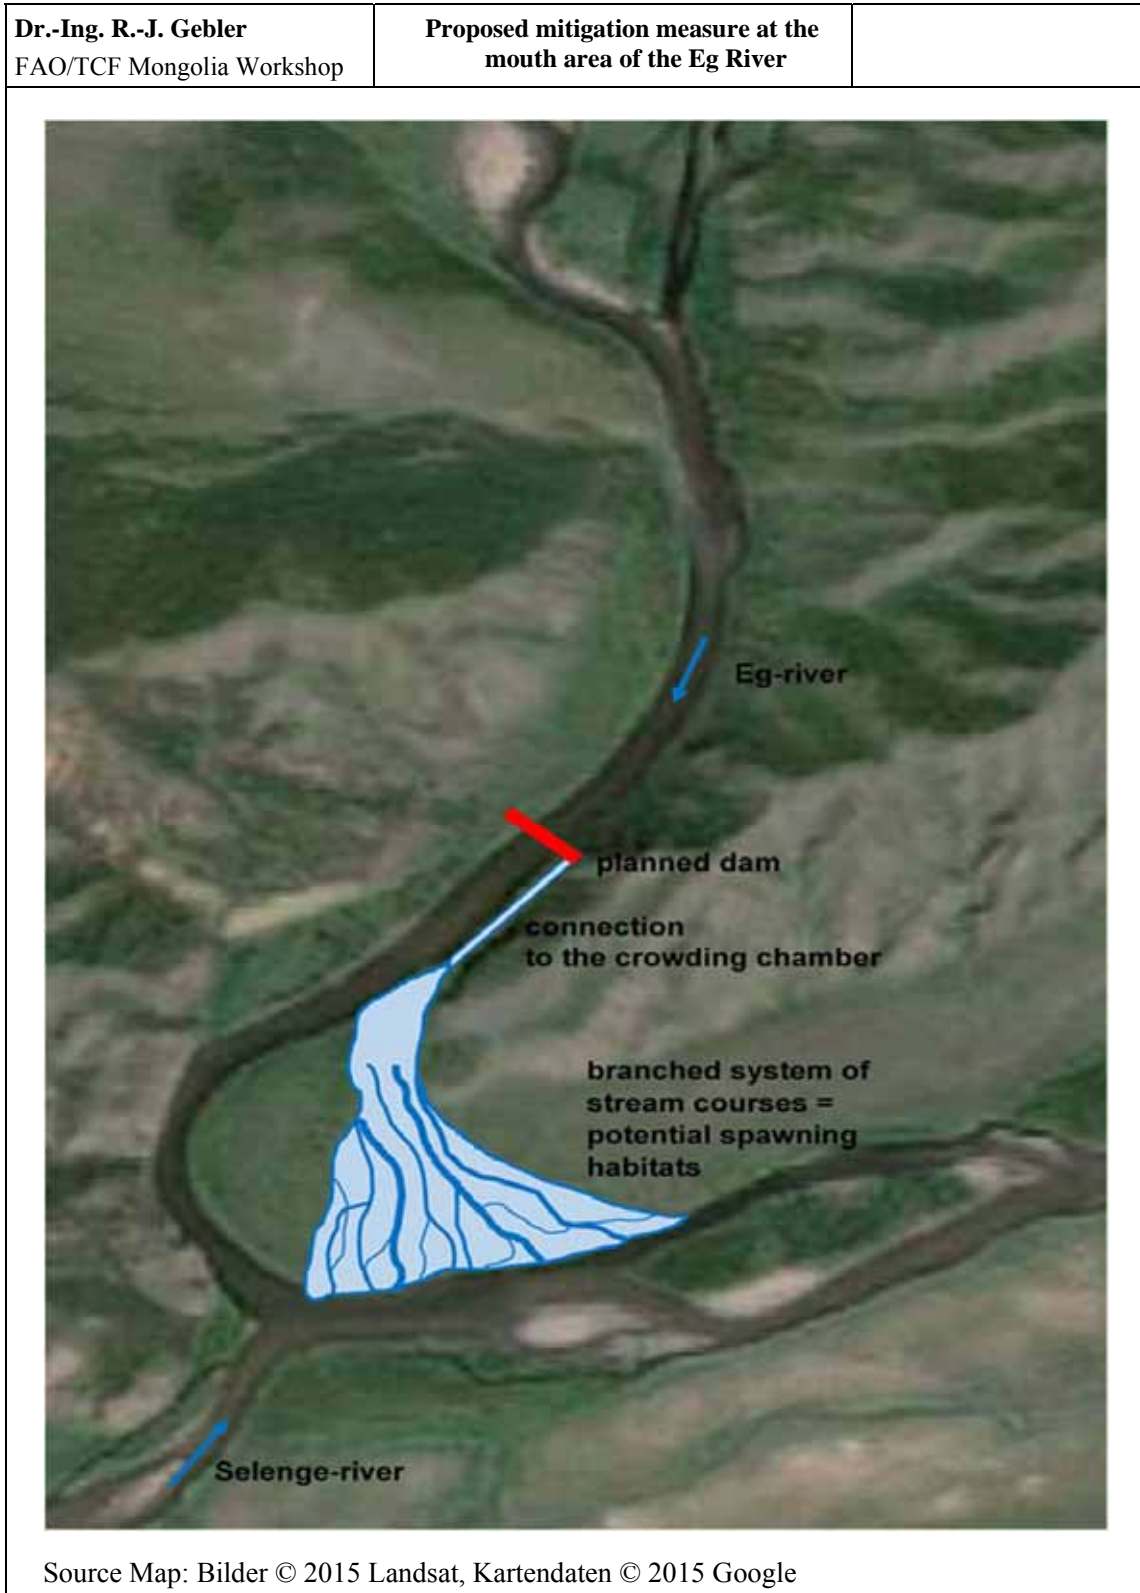 Dr.-Ing. R.-J. Gebler
FAO/TCF Mongolia Workshop
Proposed mitigation measure at the
mouth area of the Eg River
Eg-river
planned dam
connection
to the crowding chamber
branched system of
stream courses =
potential spawning
habitats
Selenge-river
Source Map: Bilder © 2015 Landsat, Kartendaten © 2015 Google